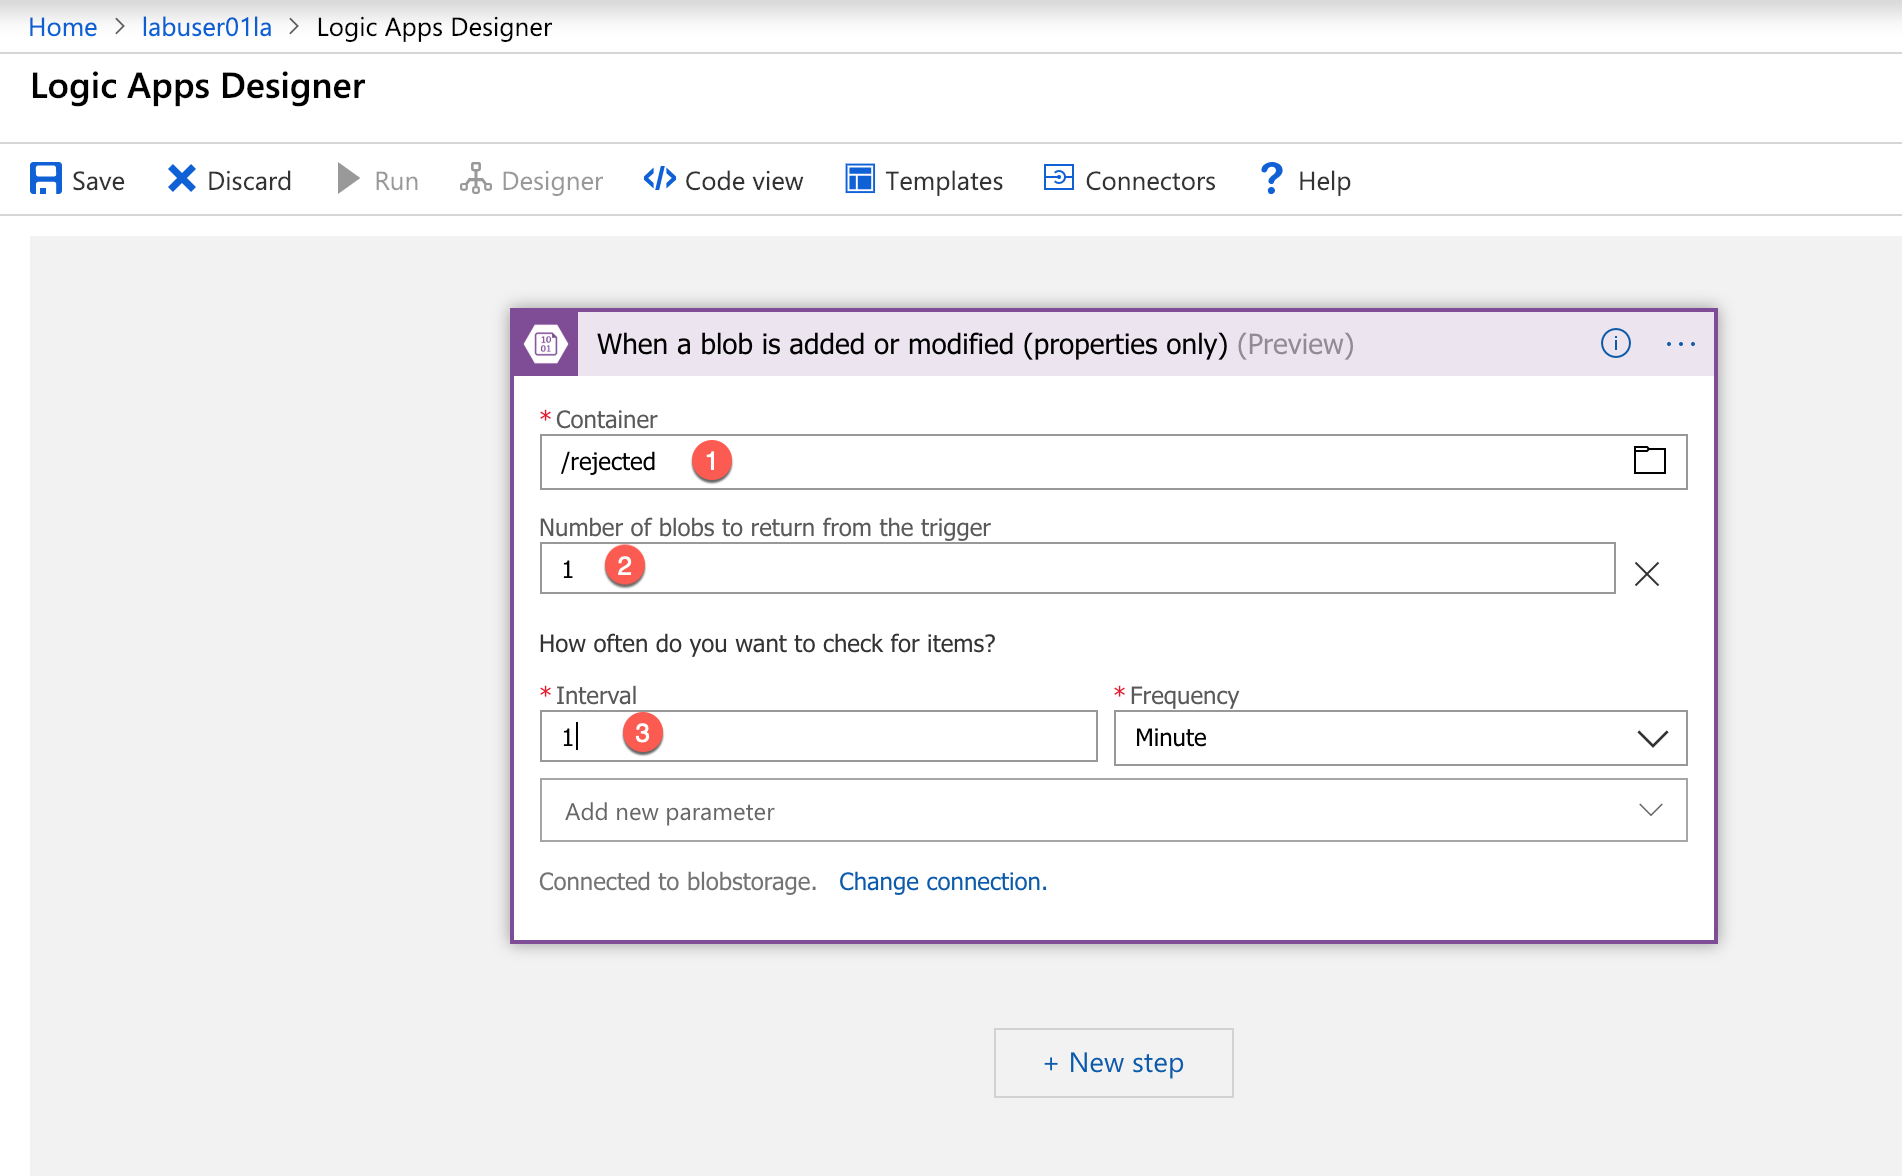 Home > labuser01la > Logic Apps Designer
Logic Apps Designer
Save Discard Run Designer </> Code view Templates Connectors ? Help
10
01
When a blob is added or modified (properties only) (Preview) i ...
* Container
/rejected 1
Number of blobs to return from the trigger
1 2
How often do you want to check for items?
* Interval * Frequency
1 3 Minute
Add new parameter
Connected to blobstorage. Change connection.
+ New step